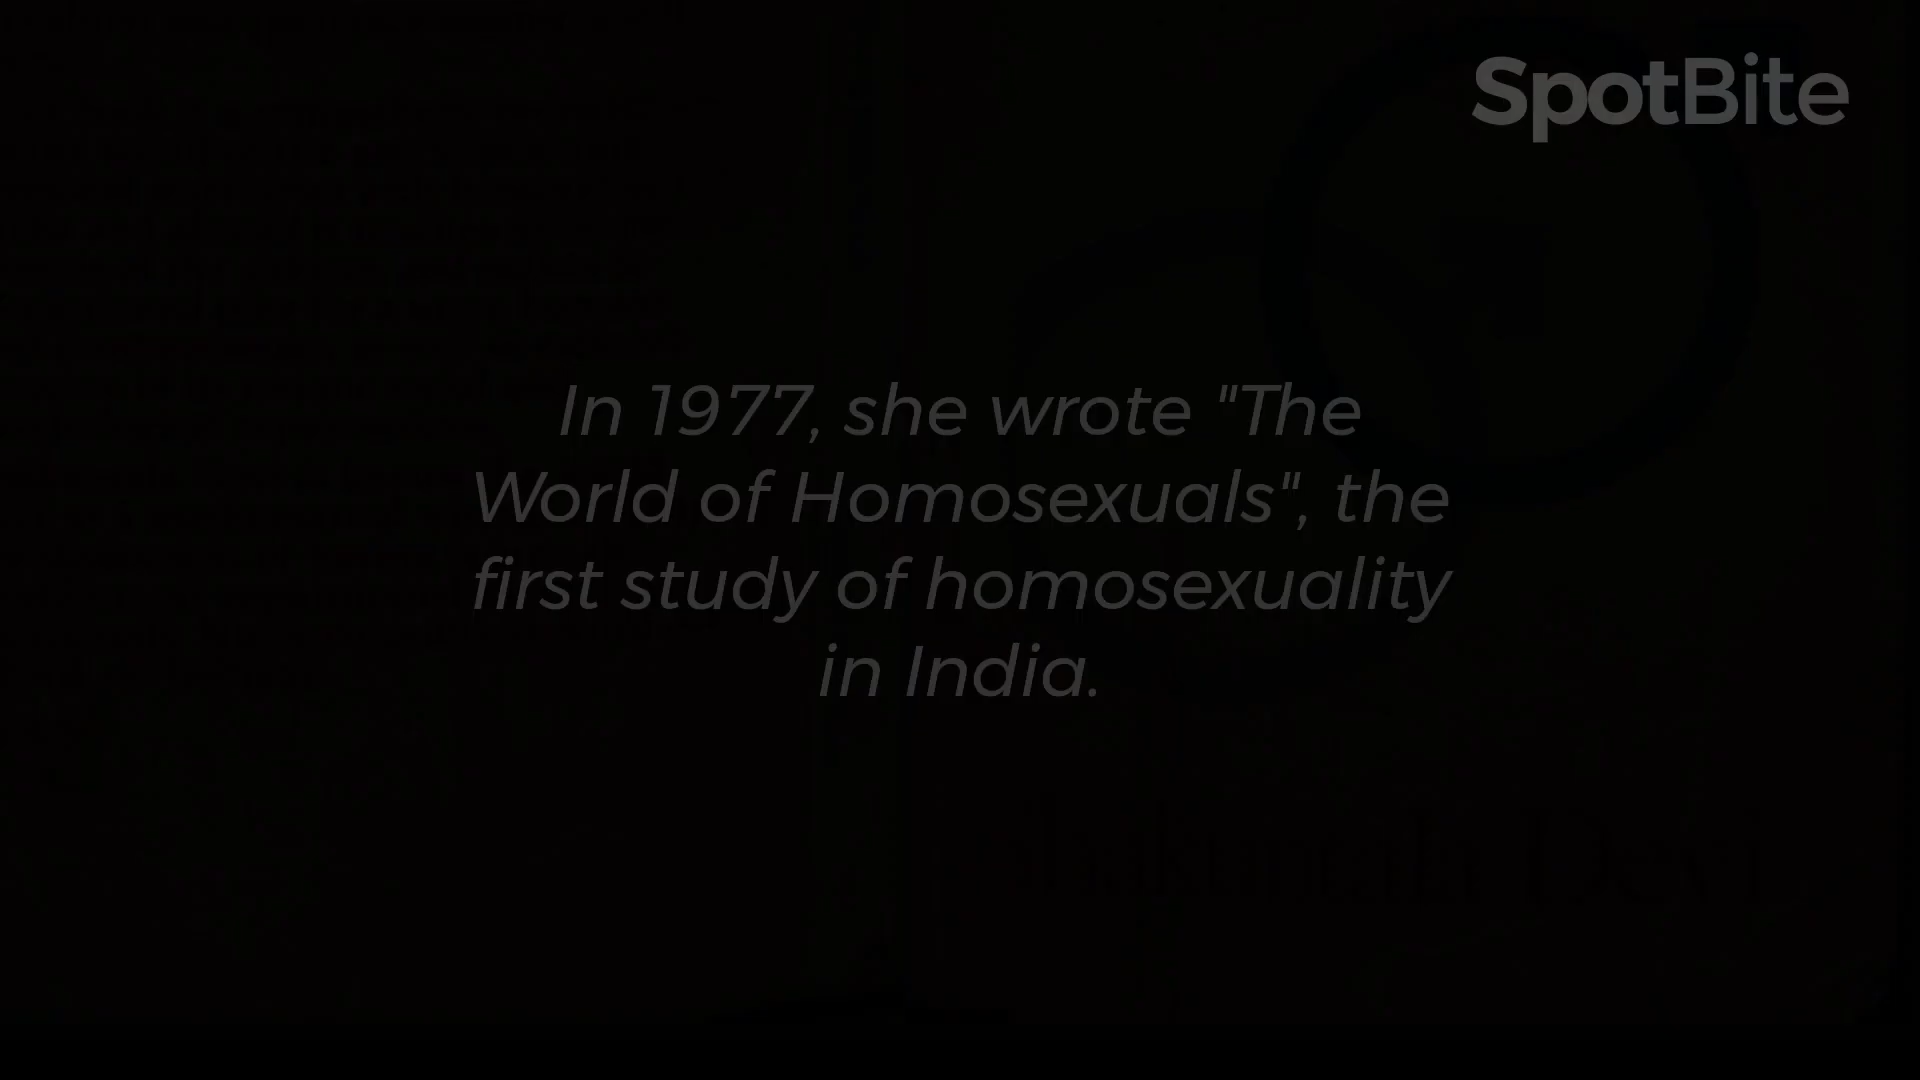 SpotBite
In 1977, she wrote "The
World of Homosexuals", the
first study of homosexuality
in India.